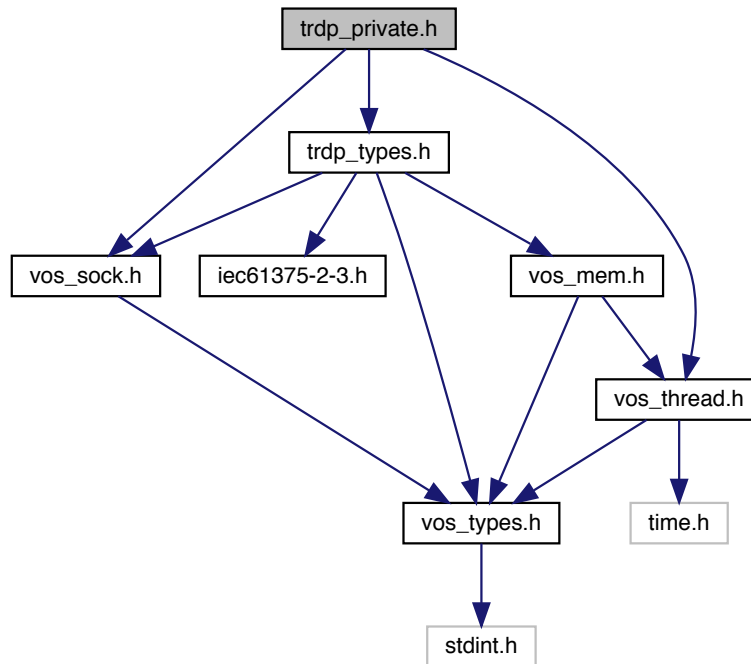 trdp_private.h
trdp_types.h
vos_sock.h
iec61375-2-3.h
vos_mem.h
vos_thread.h
vos_types.h
time.h
stdint.h